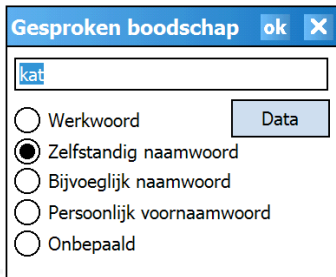 Gesproken boodschap ok X
kat
Werkwoord Data
Zelfstandig naamwoord
Bijvoeglijk naamwoord
Persoonlijk voornaamwoord
Onbepaald